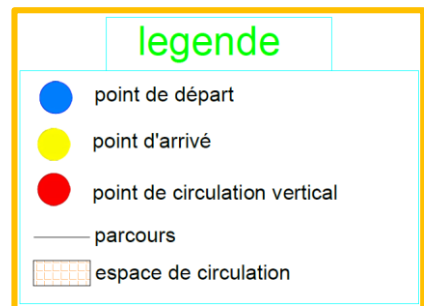 legende
point de départ
point d'arrivé
point de circulation vertical
parcours
espace de circulation